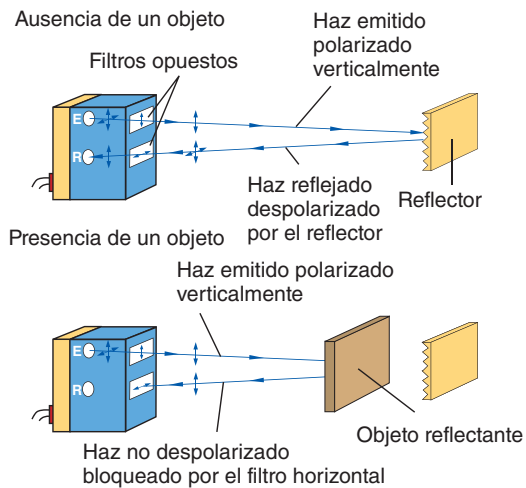 Ausencia de un objeto
Haz emitido
polarizado
verticalmente
Filtros opuestos
E
R
Haz reflejado
despolarizado
por el reflector
Reflector
Presencia de un objeto
Haz emitido polarizado
verticalmente
E
R
Objeto reflectante
Haz no despolarizado
bloqueado por el filtro horizontal